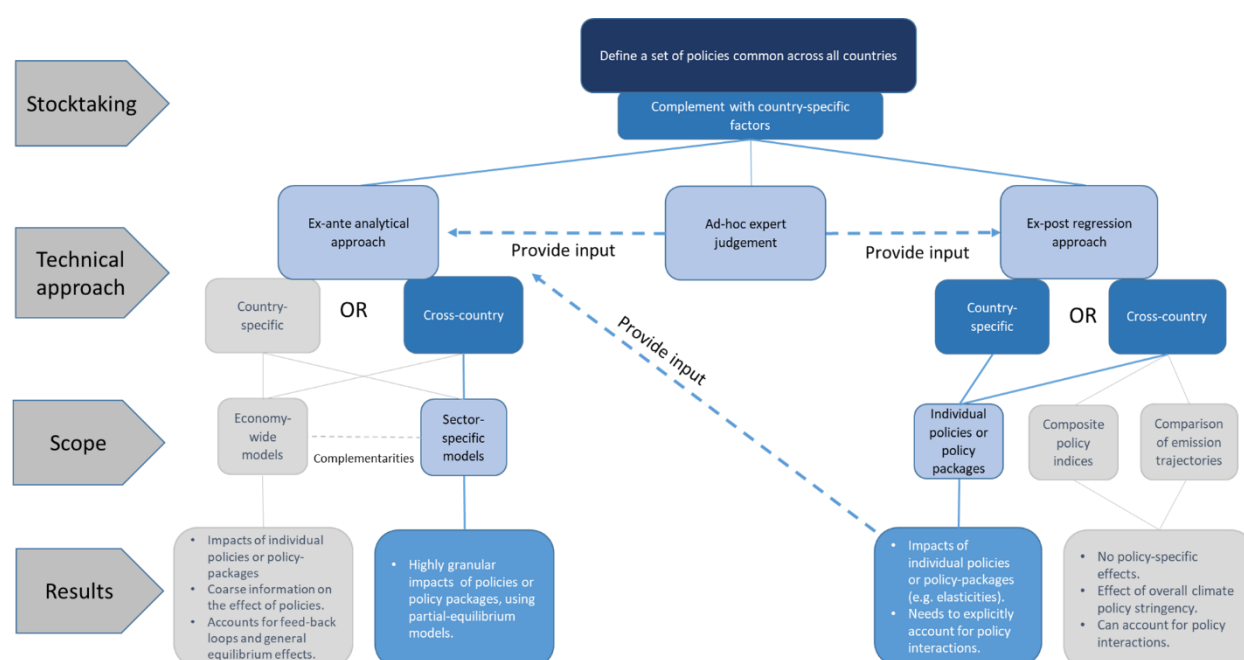 Define a set of policies common across all countries
Stocktaking
Complement with country-specific
factors
Ex-ante analytical
approach
Ad-hoc expert
judgement
Ex-post regression
approach
Provide input
Provide input
Technical
approach
Country-
specific
OR
Cross-country
Country-
specific
OR
Cross-country
Provide input
Scope
Economy-
wide
models
Complementarities
Sector-
specific
models
Individual
policies or
policy
packages
Composite
policy
indices
Comparison
of emission
trajectories
Results
• Impacts of individual
policies or policy-
packages
• Coarse information on
the effect of policies.
• Accounts for feed-back
loops and general
equilibrium effects.
• Highly granular
impacts of policies or
policy packages, using
partial-equilibrium
models.
• Impacts of
individual policies
or policy-packages
(e.g. elasticities).
• Needs to explicitly
account for policy
interactions.
• No policy-specific
effects.
• Effect of overall climate
policy stringency.
• Can account for policy
interactions